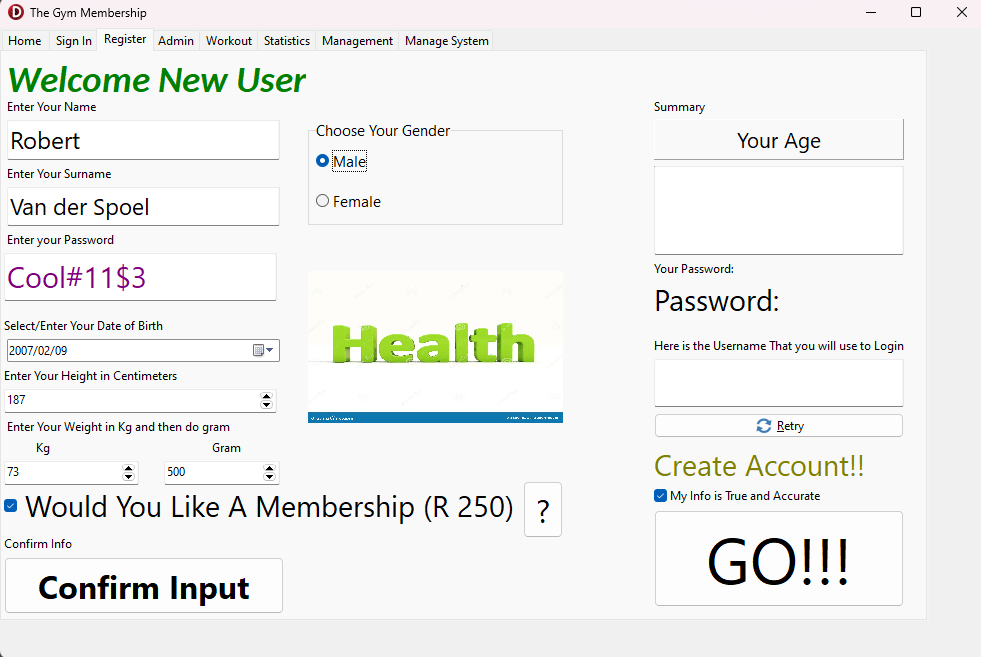 The Gym Membership
Home Sign In Register Admin Workout Statistics Management Manage System
Welcome New User
Enter Your Name
Robert
Enter Your Surname
Van der Spoel
Enter your Password
Cool#11$3
Select/Enter Your Date of Birth
2007/02/09
Enter Your Height in Centimeters
187
Enter Your Weight in Kg and then do gram
Kg Gram
73 500
Would You Like A Membership (R 250) ?
Confirm Info
Confirm Input
Choose Your Gender
Male
Female
Health
Summary
Your Age
Your Password:
Password:
Here is the Username That you will use to Login
Retry
Create Account!!
My Info is True and Accurate
GO!!!